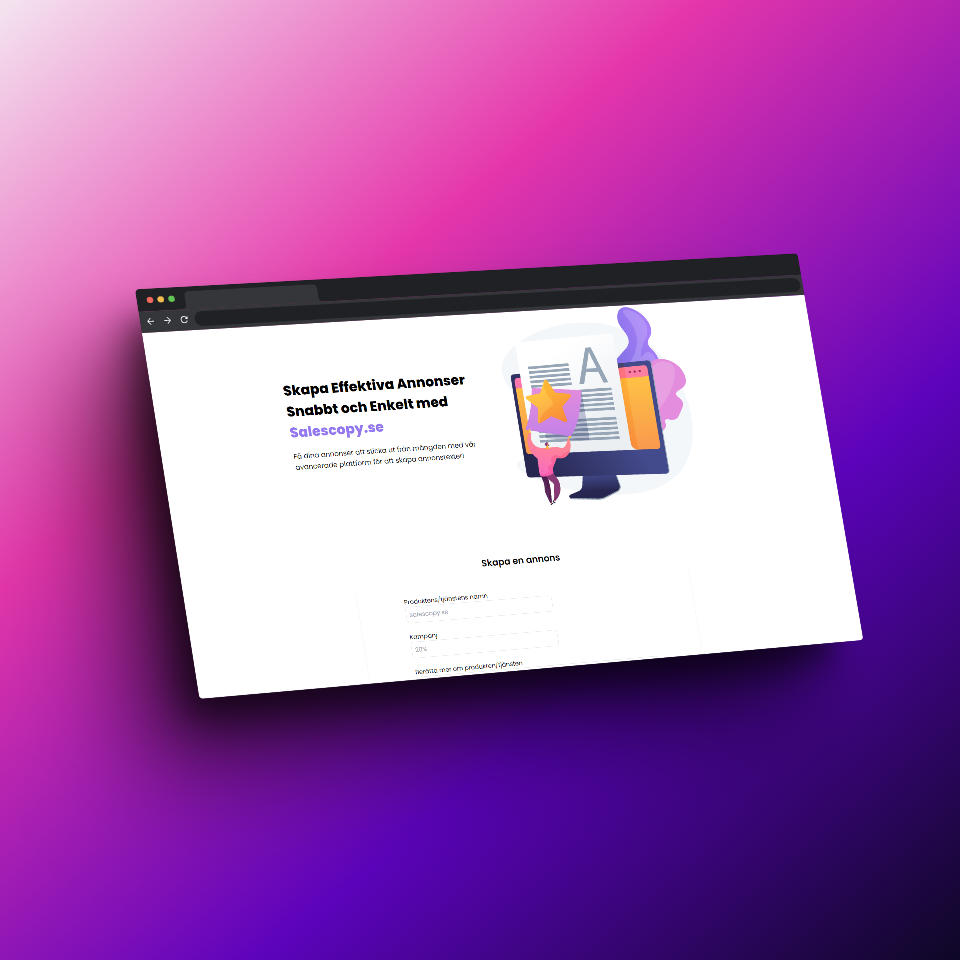 Skapa Effektiva Annonser
Snabbt och Enkelt med
Salescopy.se
Få dina annonser att sticka ut från mängden med vår
avancerade plattform för att skapa annonstexter!
A
Skapa en annons
Produktens/tjänstens namn
salescopy.se
Kampanj
20%
Berätta mer om produkten/tjänsten